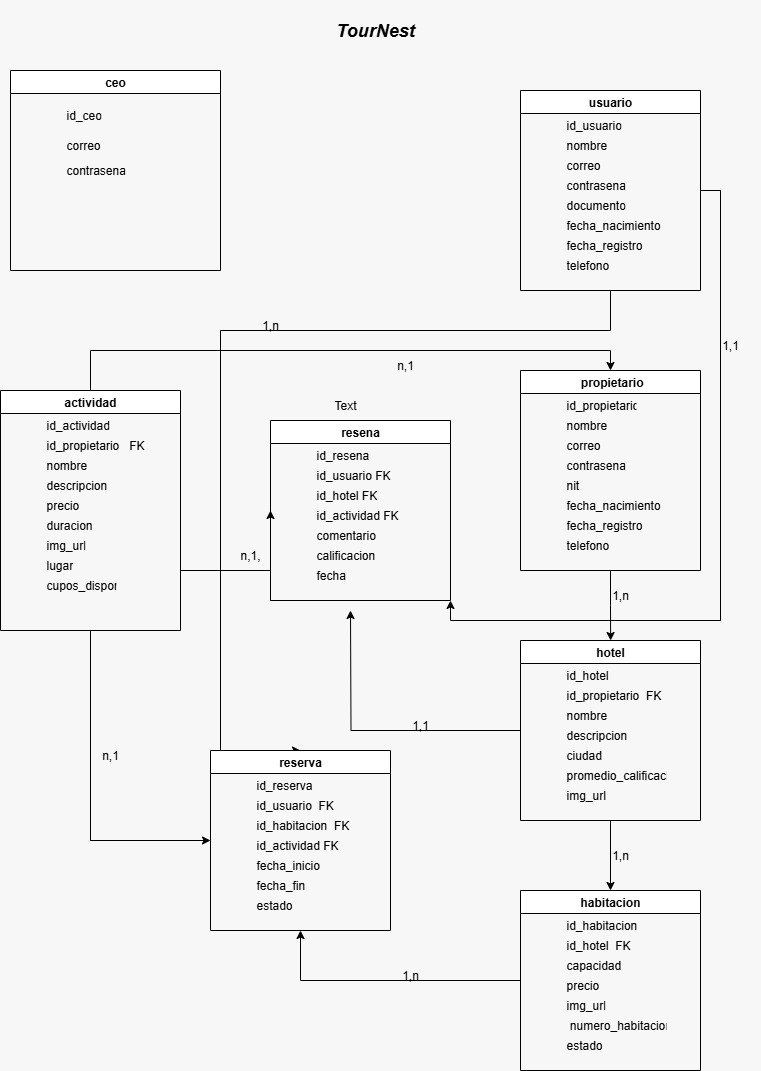 TourNest
ceo
id_ceo
correo
contrasena
usuario
id_usuario
nombre
correo
contrasena
documento
fecha_nacimiento
fecha_registro
telefono
1,n
1,1
n,1
actividad
id_actividad
id_propietario FK
nombre
descripcion
precio
duracion
img_url
lugar
cupos_dispor
Text
resena
id_resena
id_usuario FK
id_hotel FK
id_actividad FK
comentario
calificacion
fecha
propietario
id_propietaric
nombre
correo
contrasena
nit
fecha_nacimiento
fecha_registro
telefono
n,1,
1,n
hotel
id_hotel
id_propietario FK
nombre
descripcion
ciudad
promedio_calificac
img_url
1,1
n,1
reserva
id_reserva
id_usuario FK
id_habitacion FK
id_actividad FK
fecha_inicio
fecha_fin
estado
1,n
1,n
habitacion
id_habitacion
id_hotel FK
capacidad
precio
img_url
numero_habitacio
estado